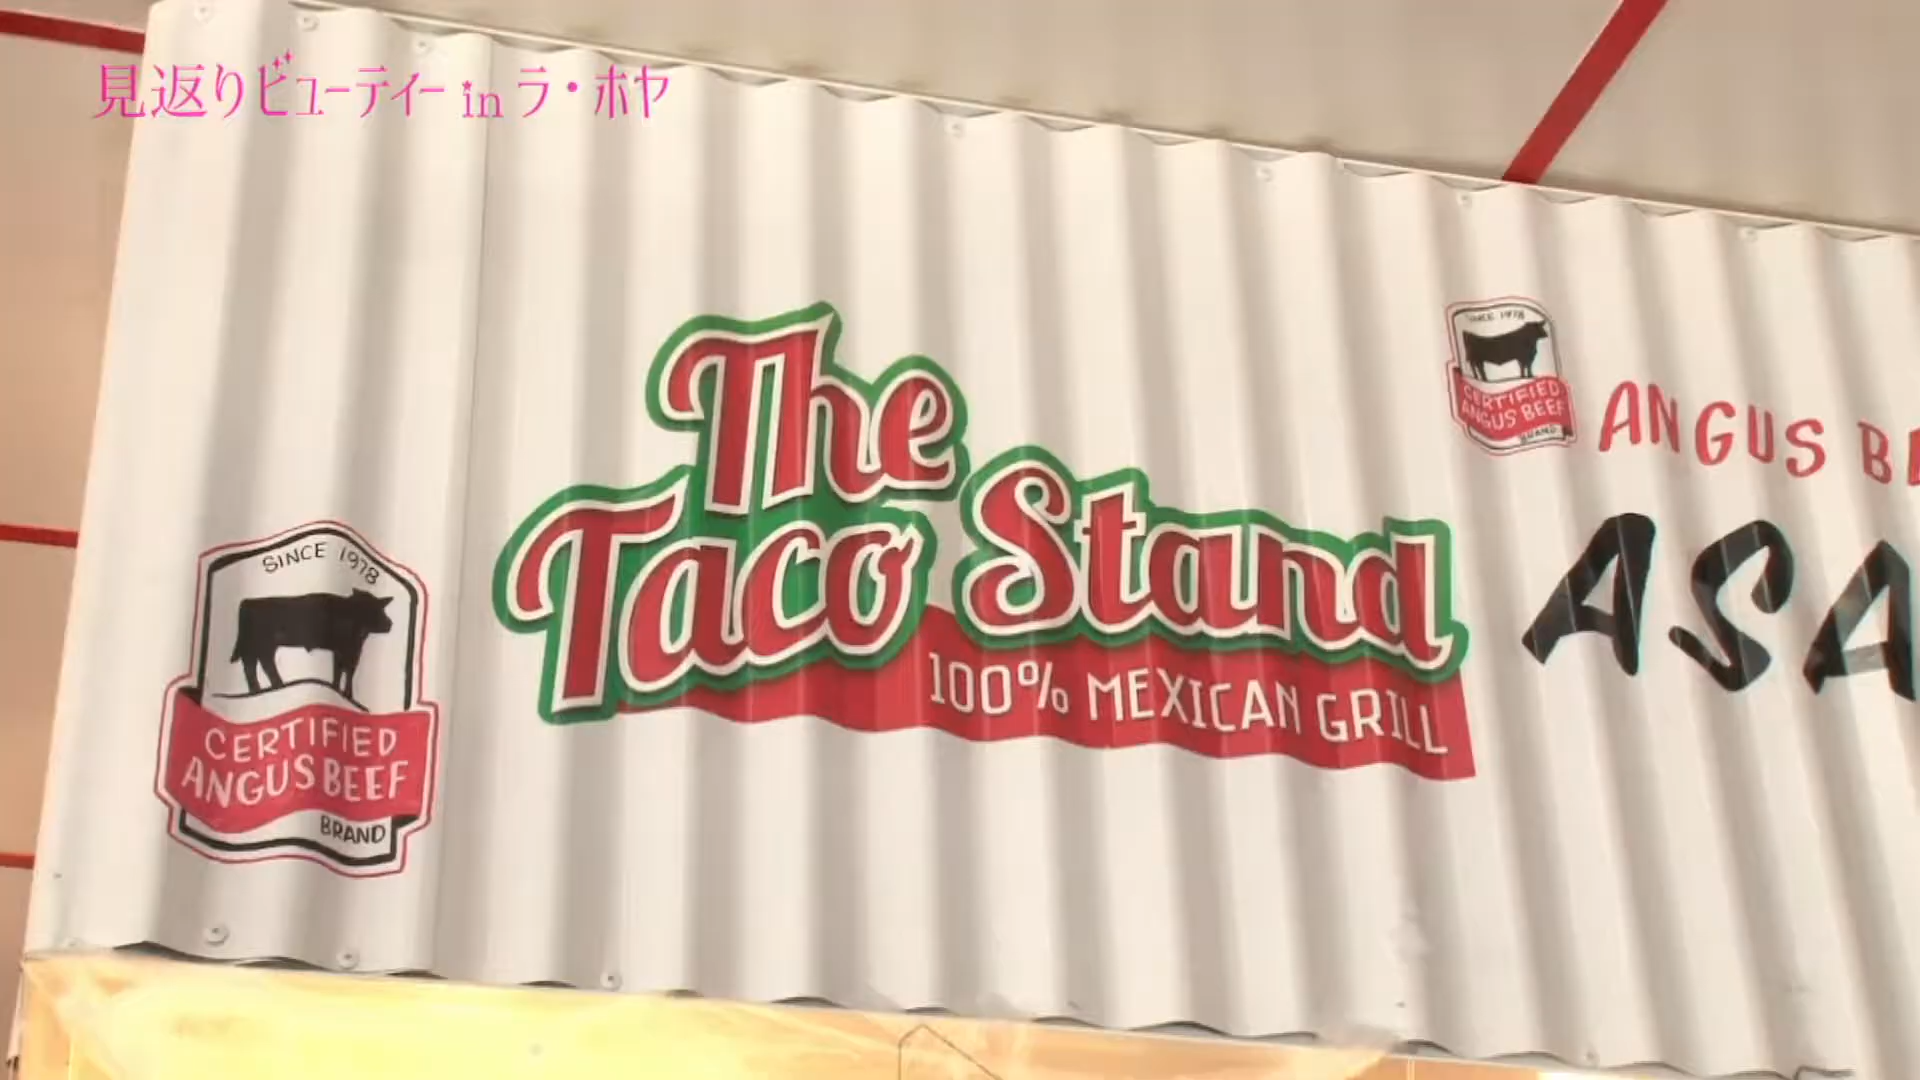 見返りビューティー in ラ・ホヤ
The
Taco Stand
100% MEXICAN GRILL
SINCE 1978
CERTIFIED
ANGUS BEEF
BRAND
SINCE 1978
CERTIFIED
ANGUS BEEF
BRAND
ANGUS
ASA